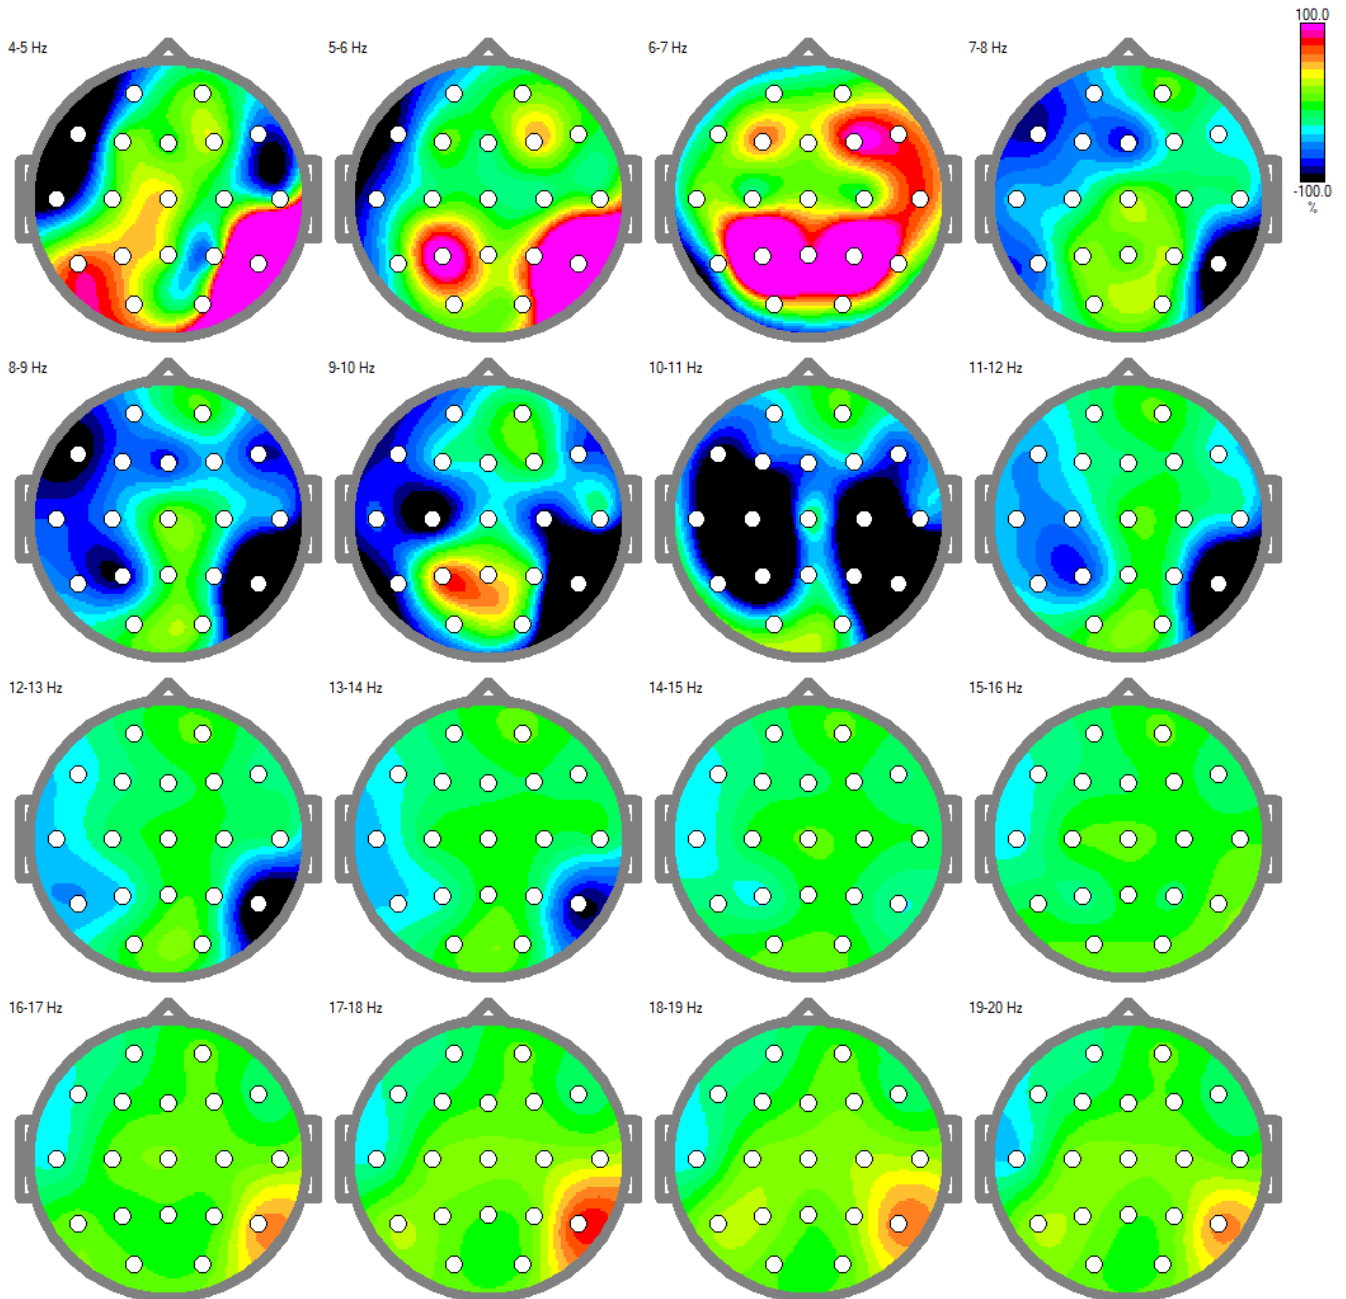 100.0
4-5 Hz
5-6 Hz
6-7 Hz
7-8 Hz
-100.0
%
8-9 Hz
9-10 Hz
10-11 Hz
11-12 Hz
12-13 Hz
13-14 Hz
14-15 Hz
15-16 Hz
16-17 Hz
17-18 Hz
18-19 Hz
19-20 Hz